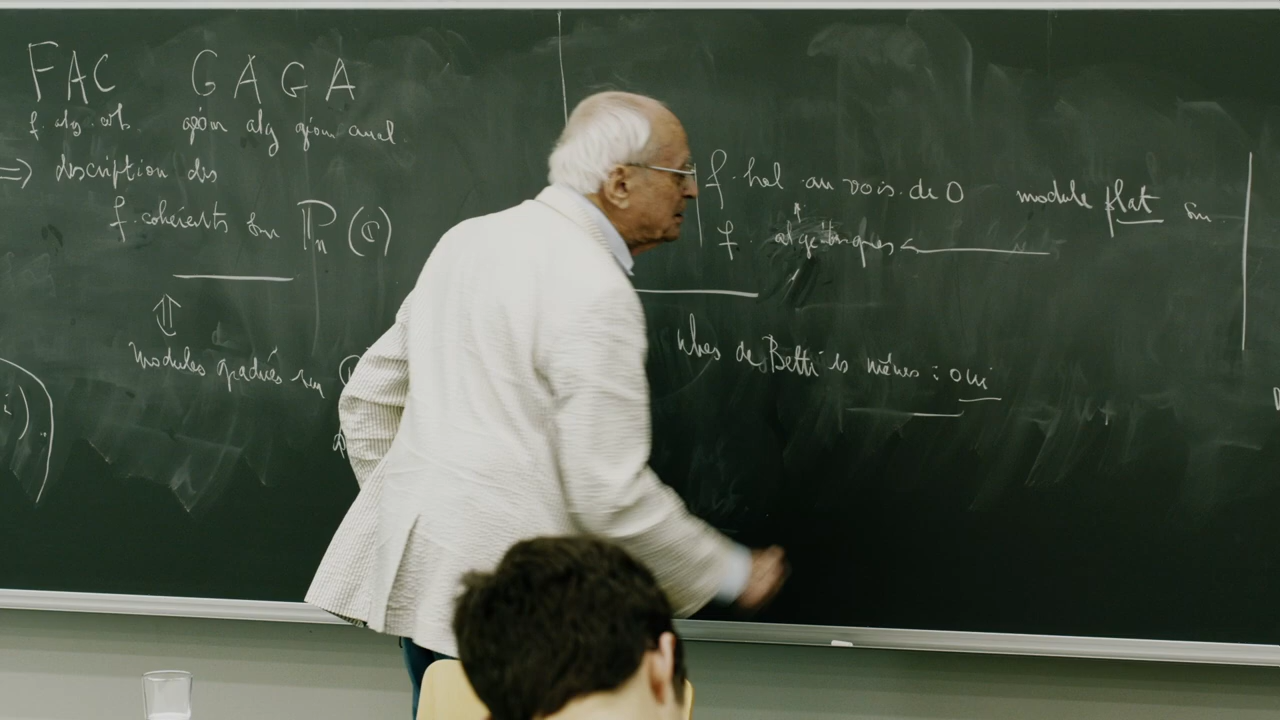 FAC GAGA
f. alg. coh. géom alg géom anal.
=> description des
f. cohérents sur Pn (C)
⇕
Modules gradués sur
i) ).
f. hol au vois. de 0 module flat sur
f. algébriques
nbres de Betti les mêmes : oui